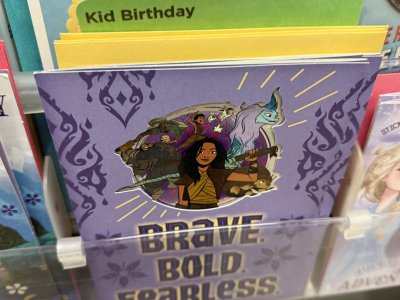 Kid Birthday
BRAVE.
BOLD.
FEARLESS.